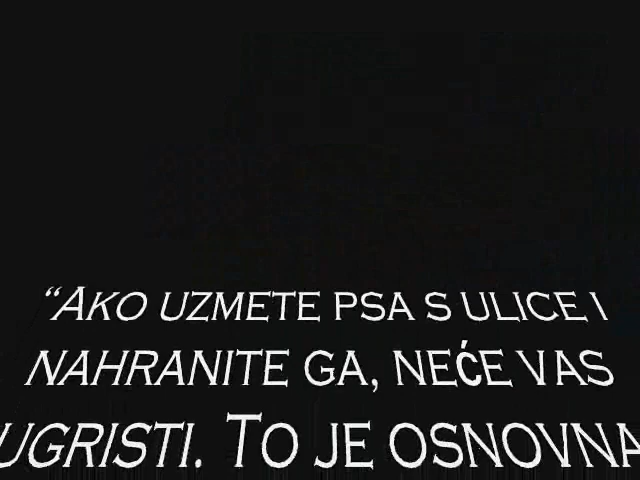 “AKO UZMETE PSA S ULICE I
NAHRANITE GA, NEĆE VAS
UGRISTI. TO JE OSNOVNA